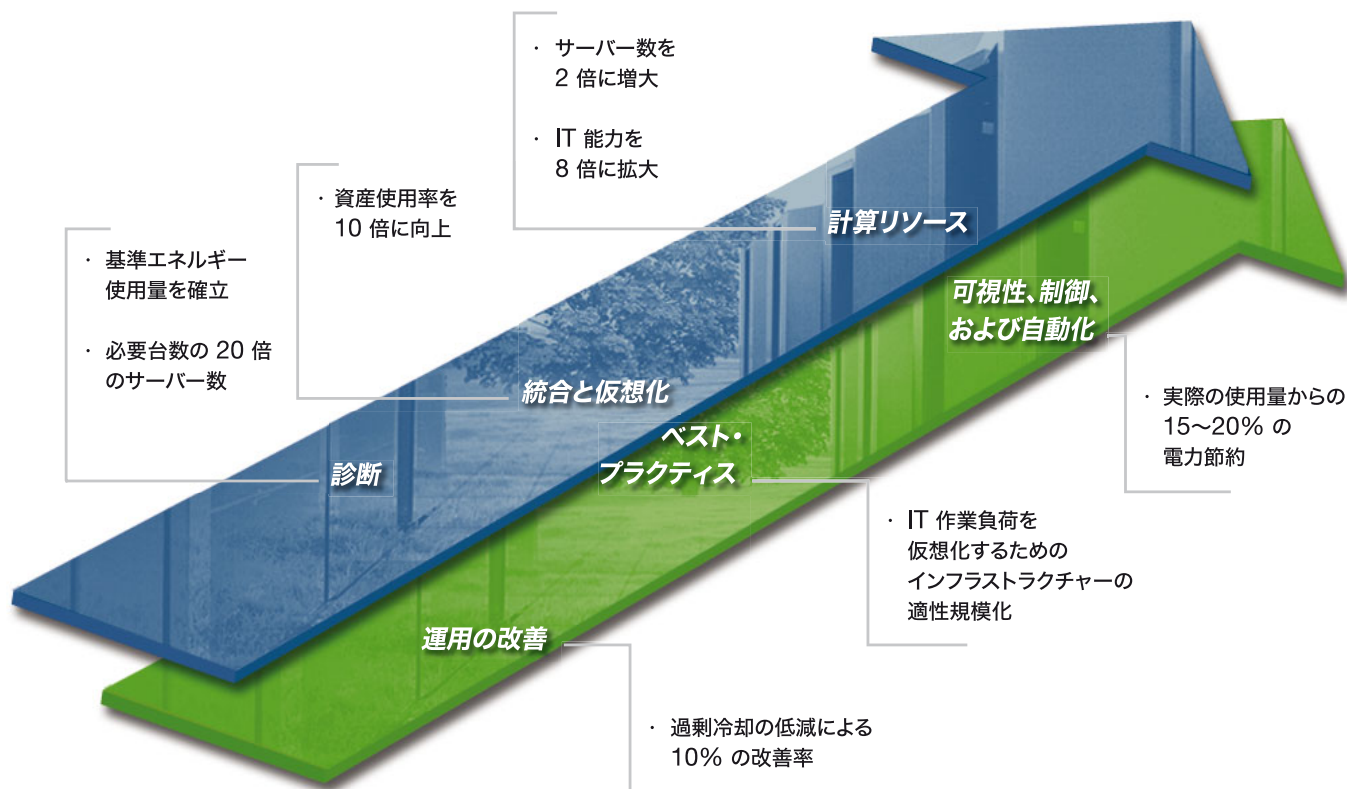 ・ サーバー数を
2 倍に増大
・ IT 能力を
8 倍に拡大
・ 資産使用率を
10 倍に向上
・ 基準エネルギー
使用量を確立
・ 必要台数の 20 倍
のサーバー数
計算リソース
統合と仮想化
診断
可視性、制御、
および自動化
ベスト・
プラクティス
運用の改善
・ 実際の使用量からの
15～20% の
電力節約
・ IT 作業負荷を
仮想化するための
インフラストラクチャーの
適性規模化
・ 過剰冷却の低減による
10% の改善率